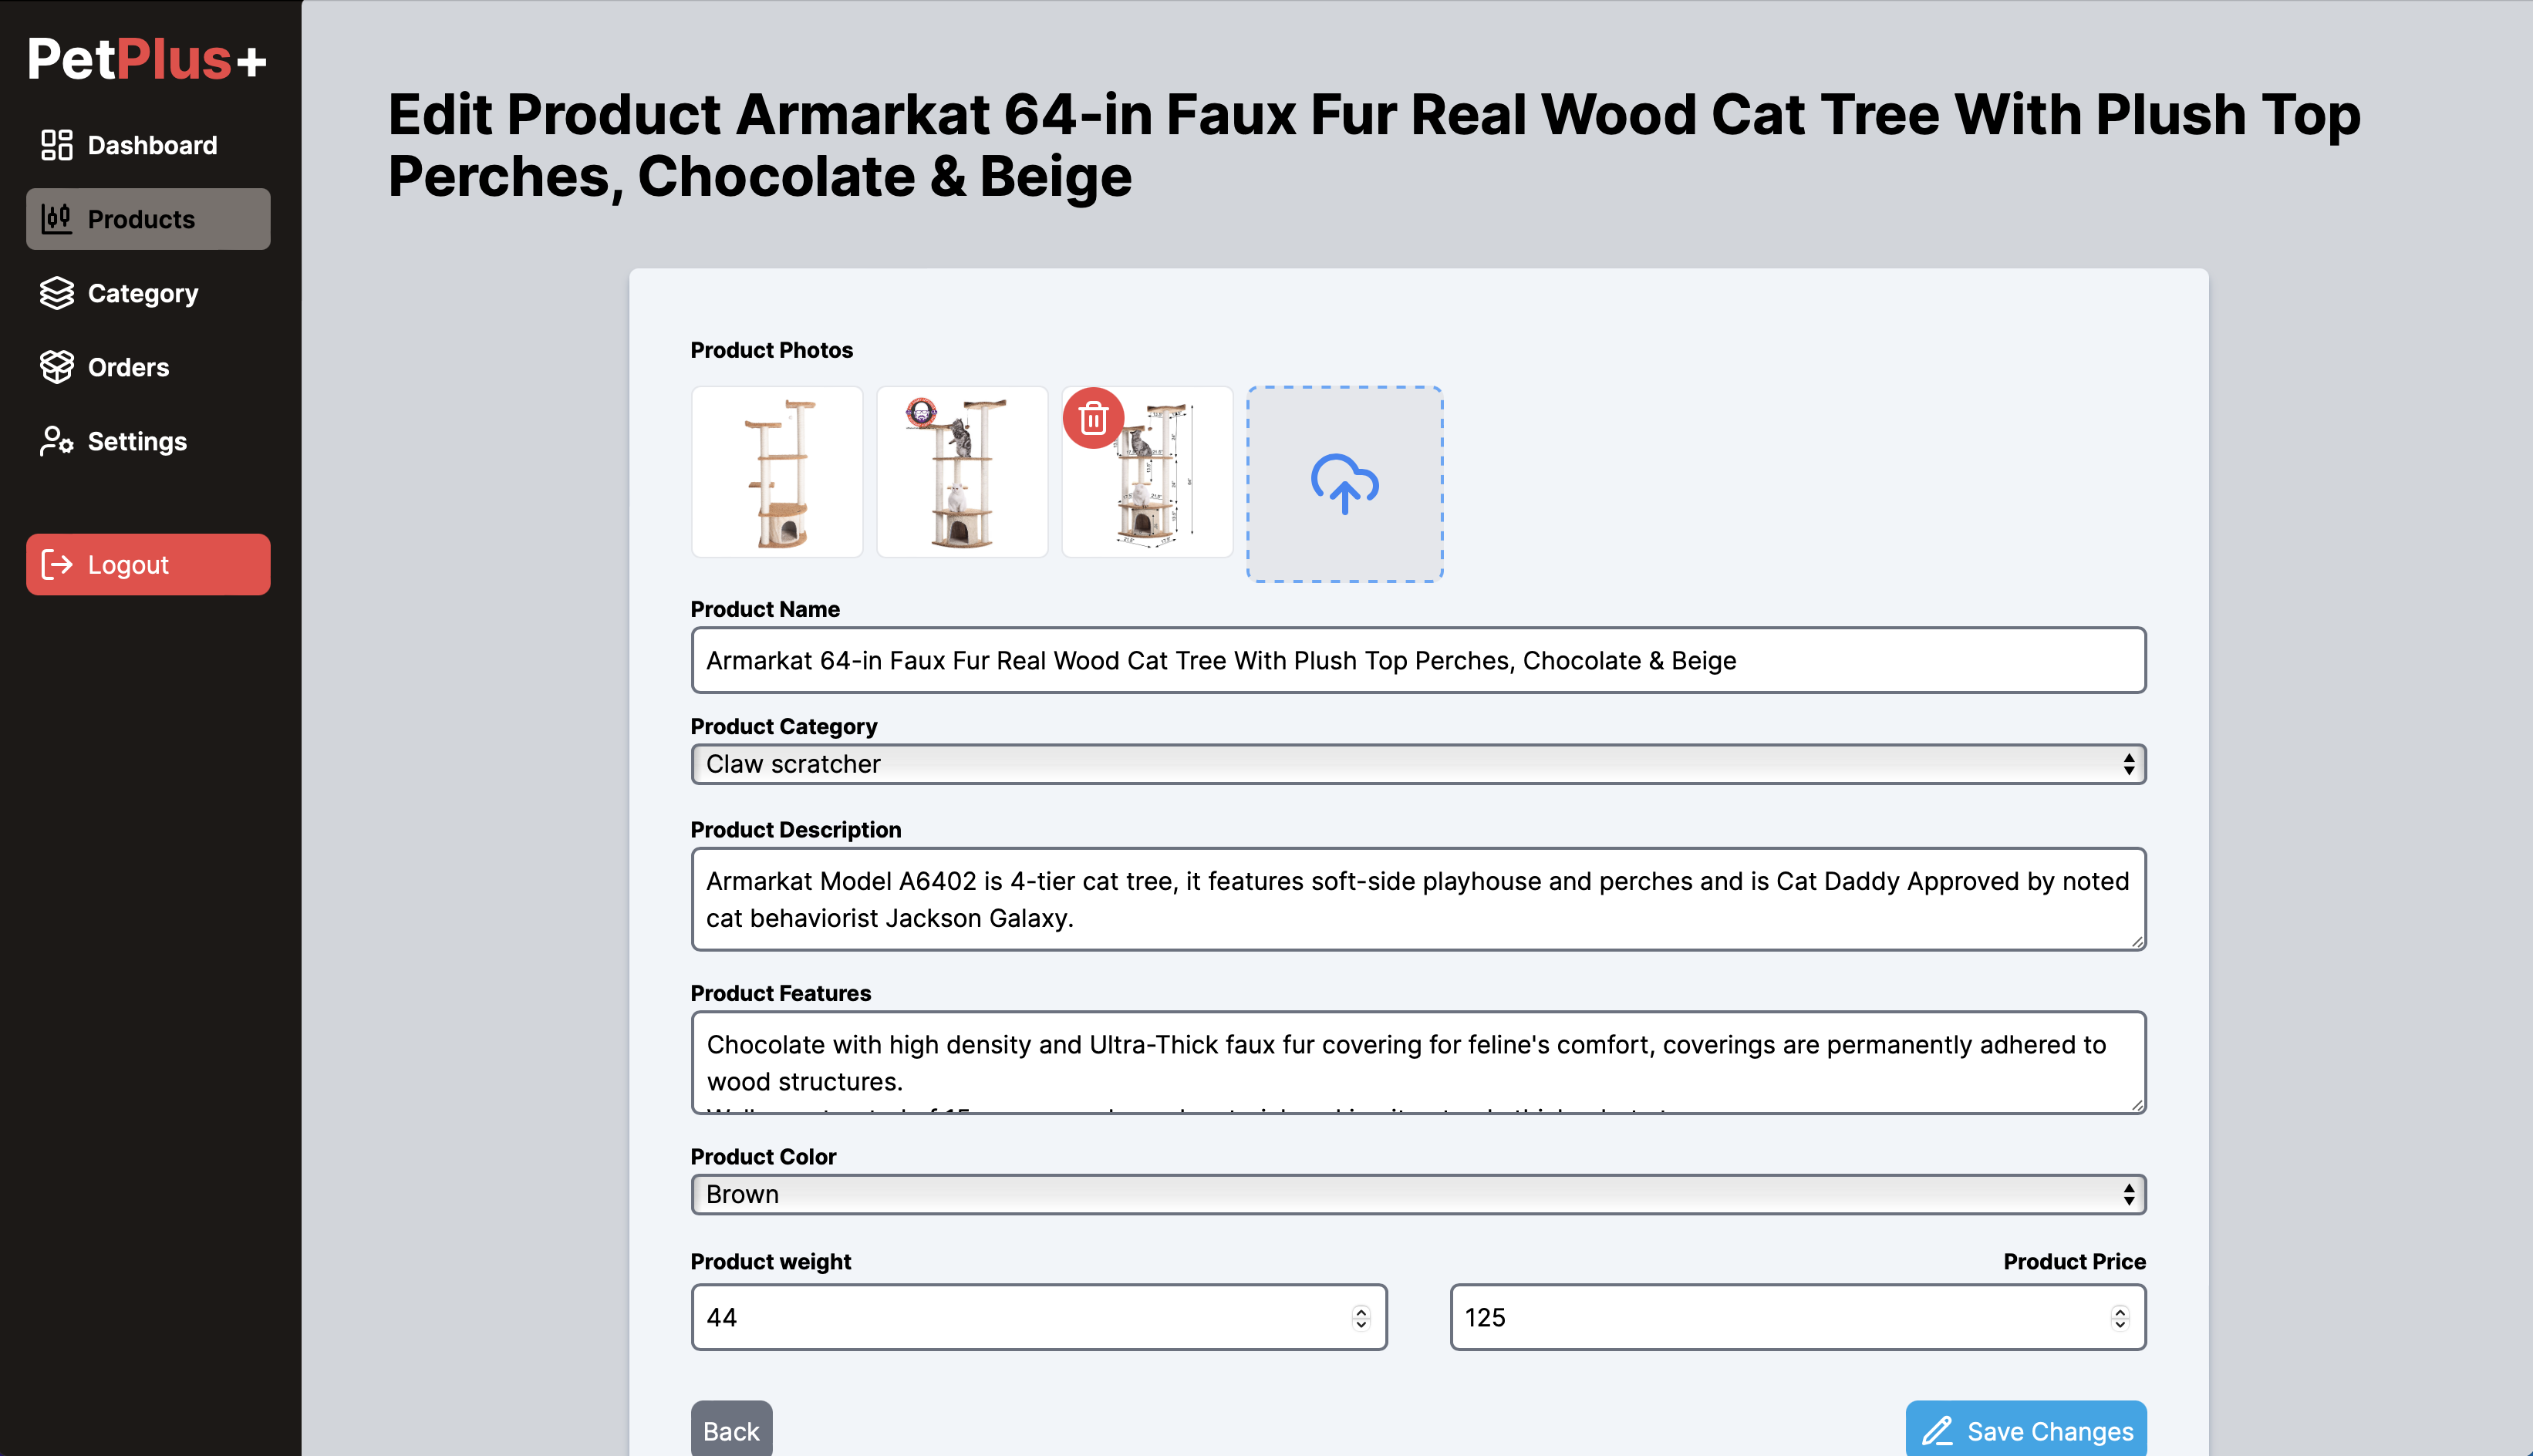 PetPlus+
Dashboard
Products
Category
Orders
Settings
Logout
Edit Product Armarkat 64-in Faux Fur Real Wood Cat Tree With Plush Top
Perches, Chocolate & Beige
Product Photos
Product Name
Armarkat 64-in Faux Fur Real Wood Cat Tree With Plush Top Perches, Chocolate & Beige
Product Category
Claw scratcher
Product Description
Armarkat Model A6402 is 4-tier cat tree, it features soft-side playhouse and perches and is Cat Daddy Approved by noted
cat behaviorist Jackson Galaxy.
Product Features
Chocolate with high density and Ultra-Thick faux fur covering for feline's comfort, coverings are permanently adhered to
wood structures.
Product Color
Brown
Product weight
Product Price
44
125
Back
Save Changes